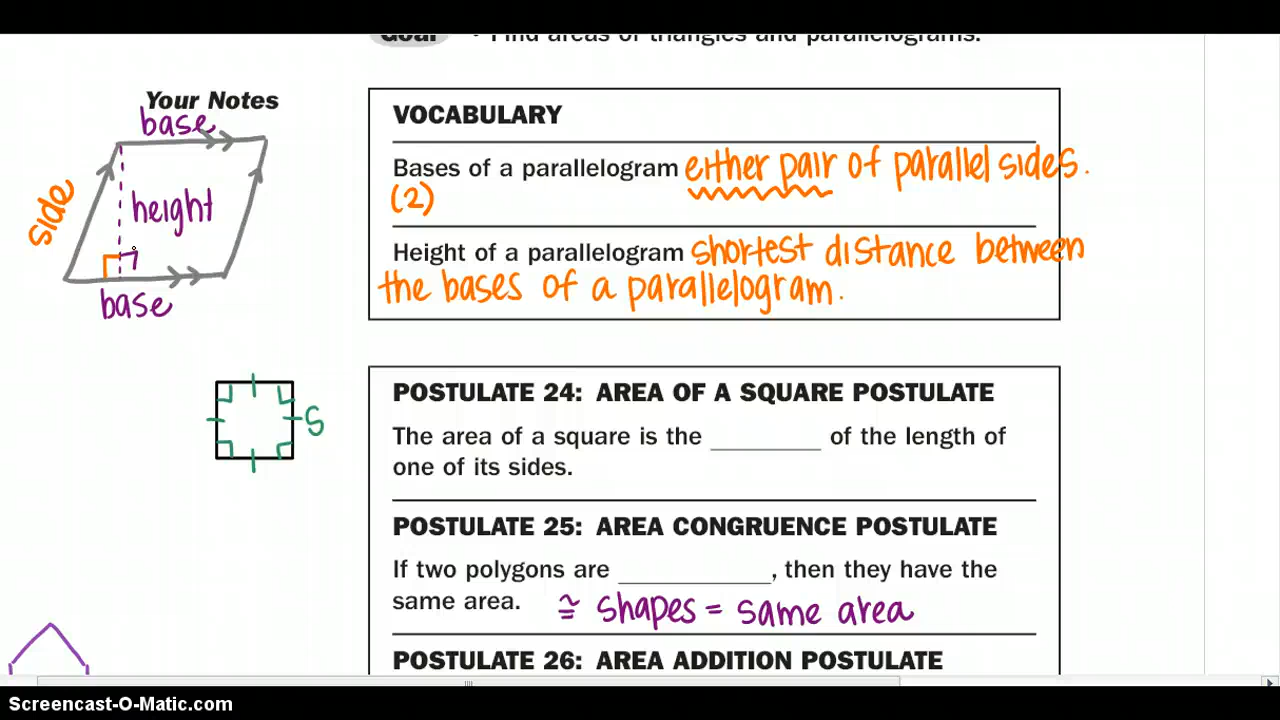 Goal • Find areas of triangles and parallelograms.
Your Notes
base
side
height
base
VOCABULARY
Bases of a parallelogram either pair of parallel sides.
(2)
Height of a parallelogram shortest distance between
the bases of a parallelogram.
S
POSTULATE 24: AREA OF A SQUARE POSTULATE
The area of a square is the ________ of the length of
one of its sides.
POSTULATE 25: AREA CONGRUENCE POSTULATE
If two polygons are ___________, then they have the
same area. ≅ shapes = same area
POSTULATE 26: AREA ADDITION POSTULATE
Screencast-O-Matic.com